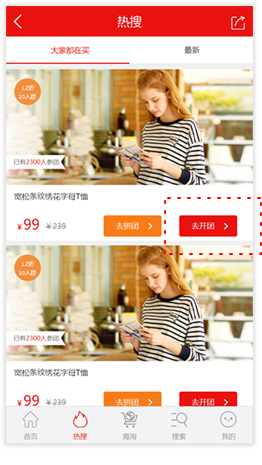 热搜
大家都在买
最新
1.2折
10人团
已有2300人参团
宽松条纹绣花字母T恤
¥99 ¥239
去拼团
去开团
1.2折
10人团
已有2300人参团
宽松条纹绣花字母T恤
¥99 ¥239
去拼团
去开团
首页
热搜
海淘
搜索
我的